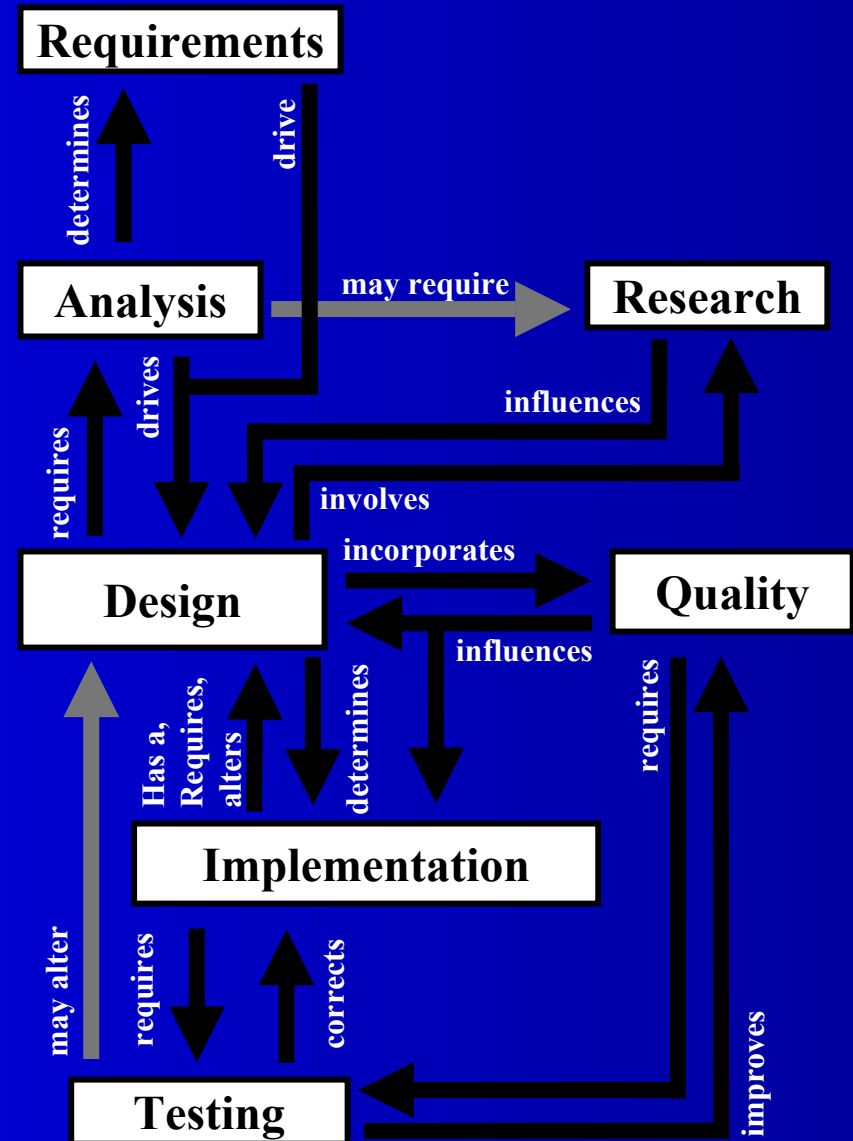 Requirements
determines
drive
Analysis
may require
Research
requires
drives
influences
involves
Design
incorporates
Quality
influences
Has a,
Requires,
alters
determines
requires
Implementation
may alter
requires
corrects
improves
Testing